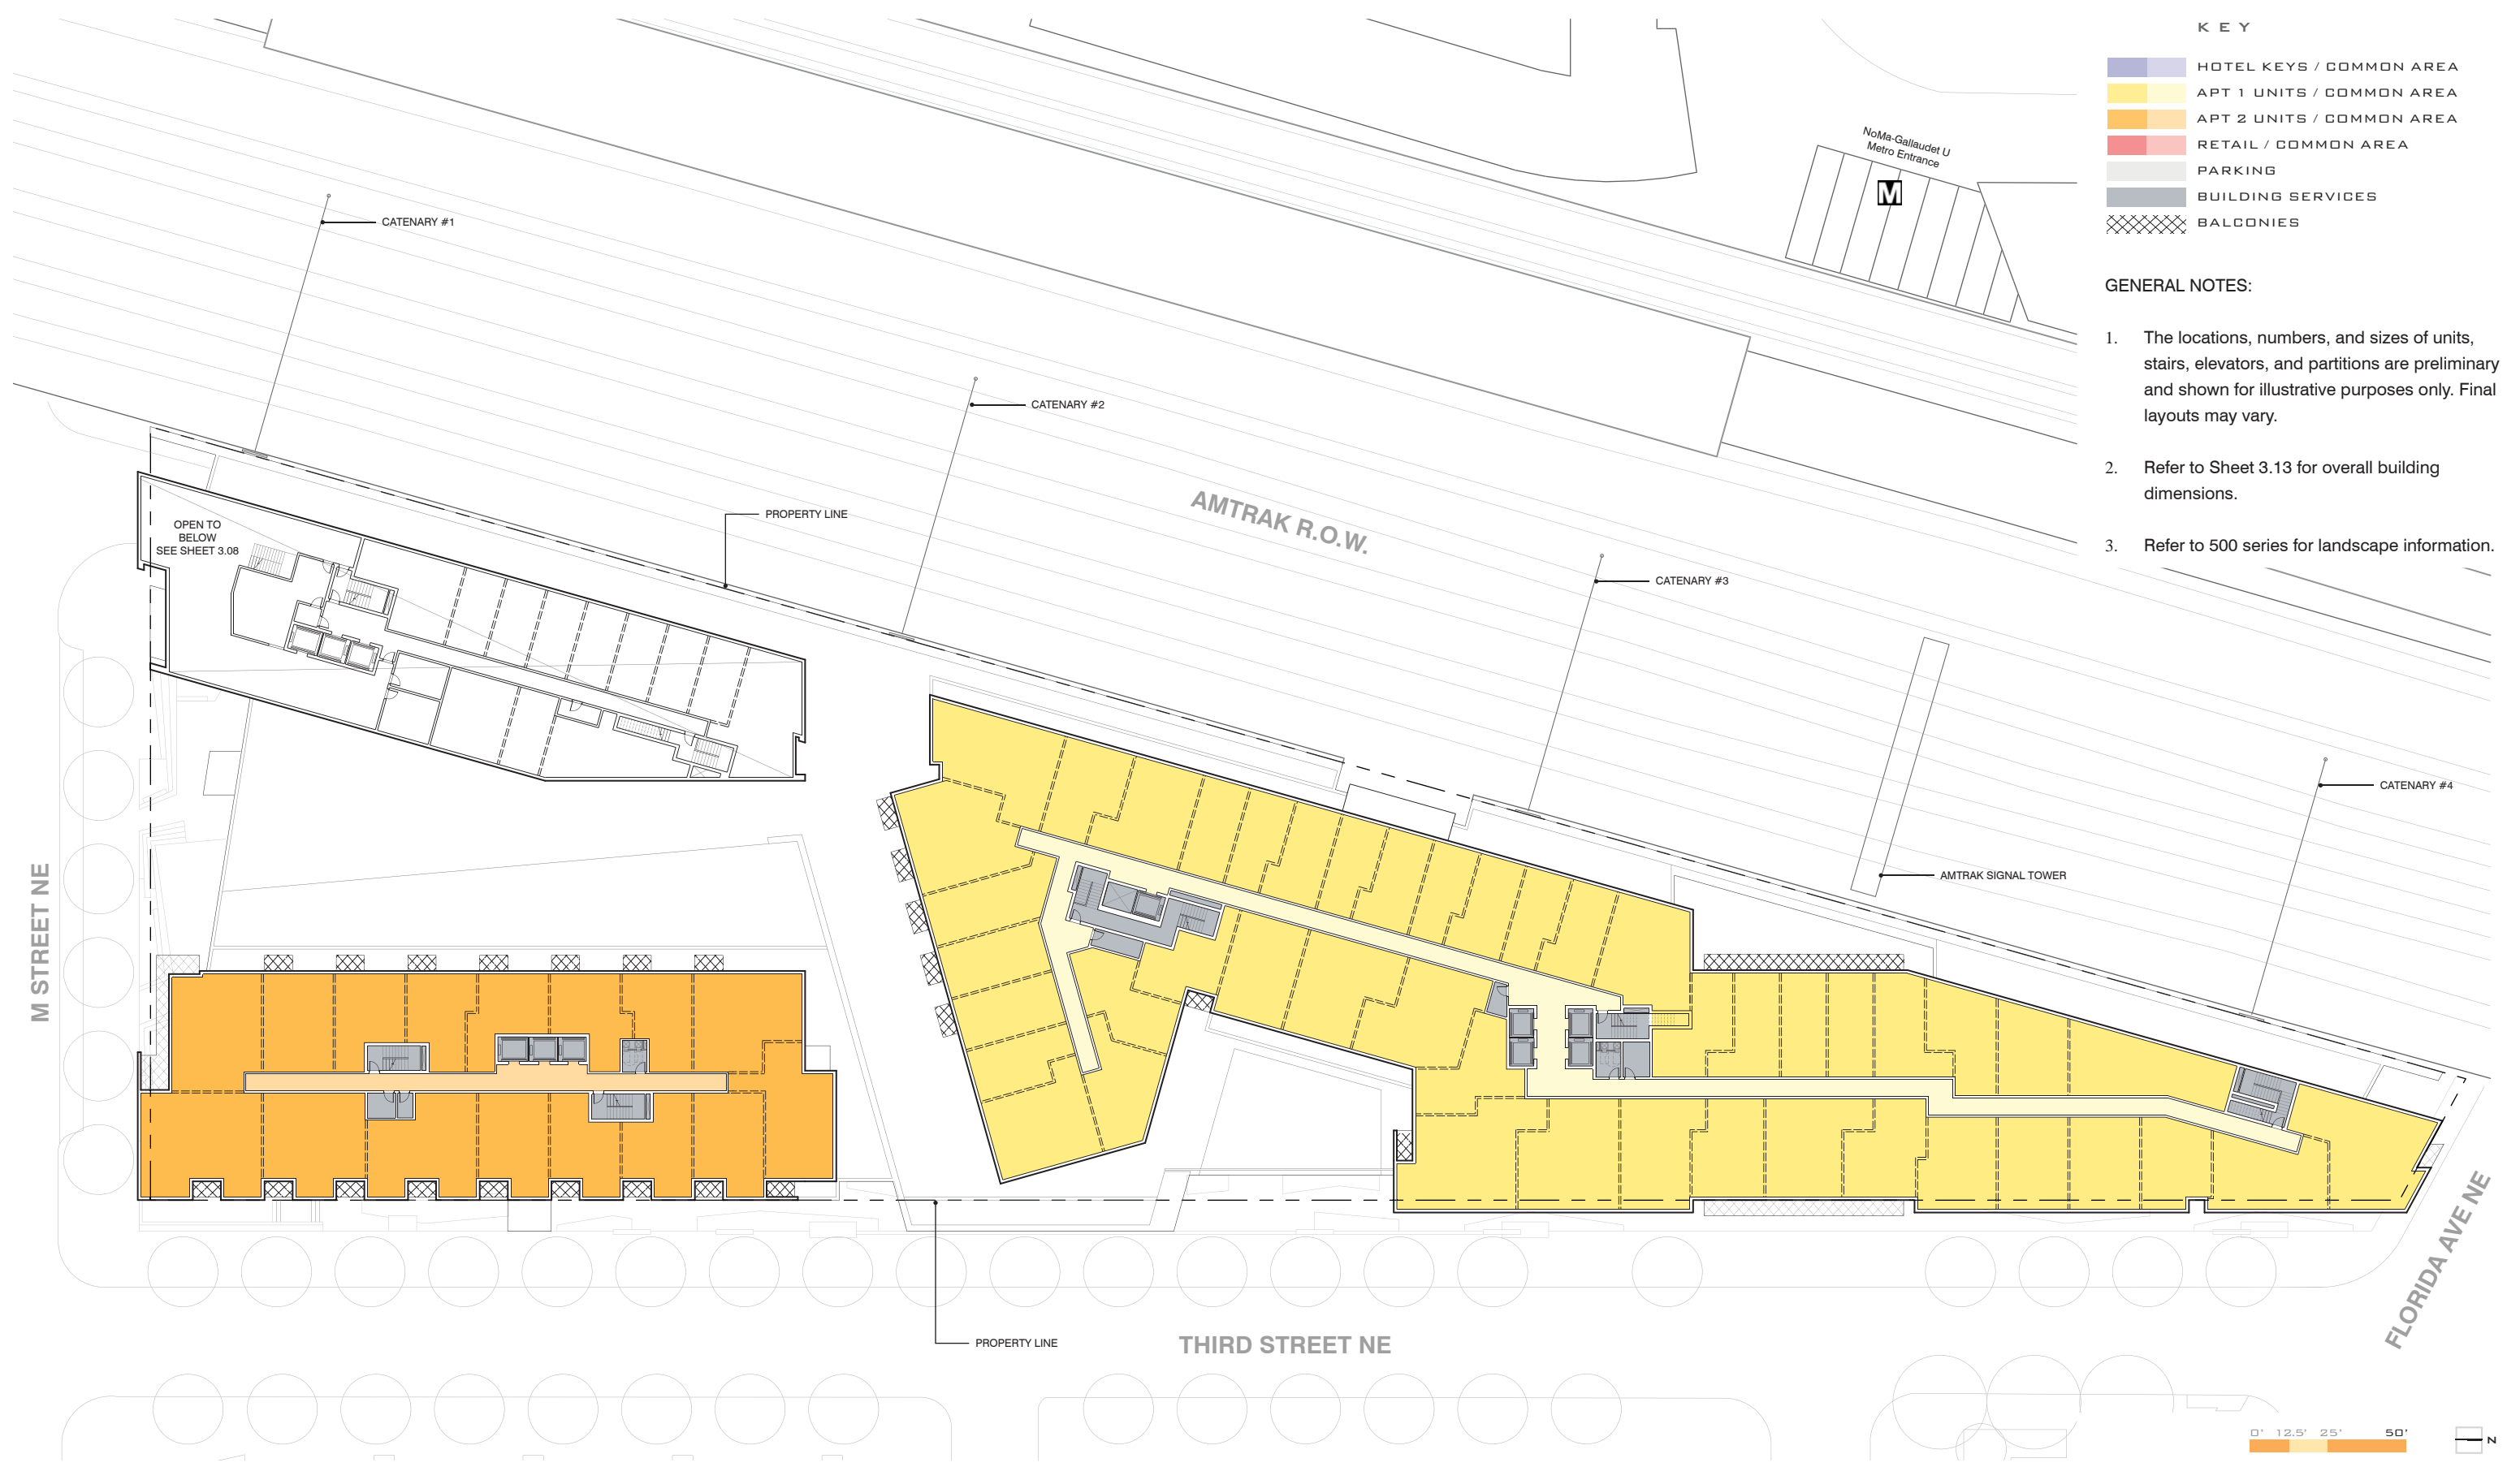 KEY
HOTEL KEYS / COMMON AREA
APT 1 UNITS / COMMON AREA
APT 2 UNITS / COMMON AREA
RETAIL / COMMON AREA
PARKING
BUILDING SERVICES
BALCONIES
GENERAL NOTES:
1. The locations, numbers, and sizes of units,
stairs, elevators, and partitions are preliminary
and shown for illustrative purposes only. Final
layouts may vary.
2. Refer to Sheet 3.13 for overall building
dimensions.
3. Refer to 500 series for landscape information.
NoMa-Gallaudet U
Metro Entrance
M
CATENARY #1
CATENARY #2
PROPERTY LINE
AMTRAK R.O.W.
OPEN TO
BELOW
SEE SHEET 3.08
CATENARY #3
CATENARY #4
AMTRAK SIGNAL TOWER
M STREET NE
FLORIDA AVE NE
PROPERTY LINE
THIRD STREET NE
0' 12.5' 25' 50'
N